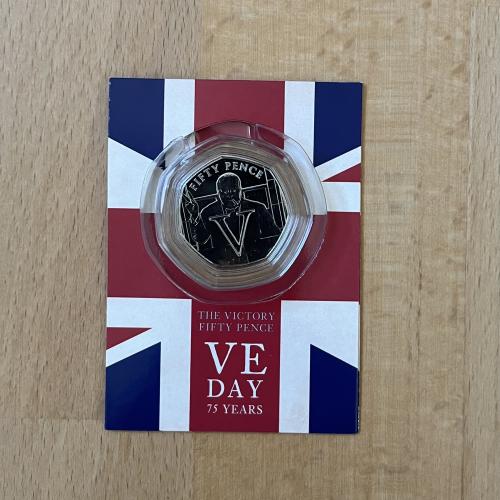 FIFTY PENCE
V
THE VICTORY
FIFTY PENCE
VE
DAY
75 YEARS